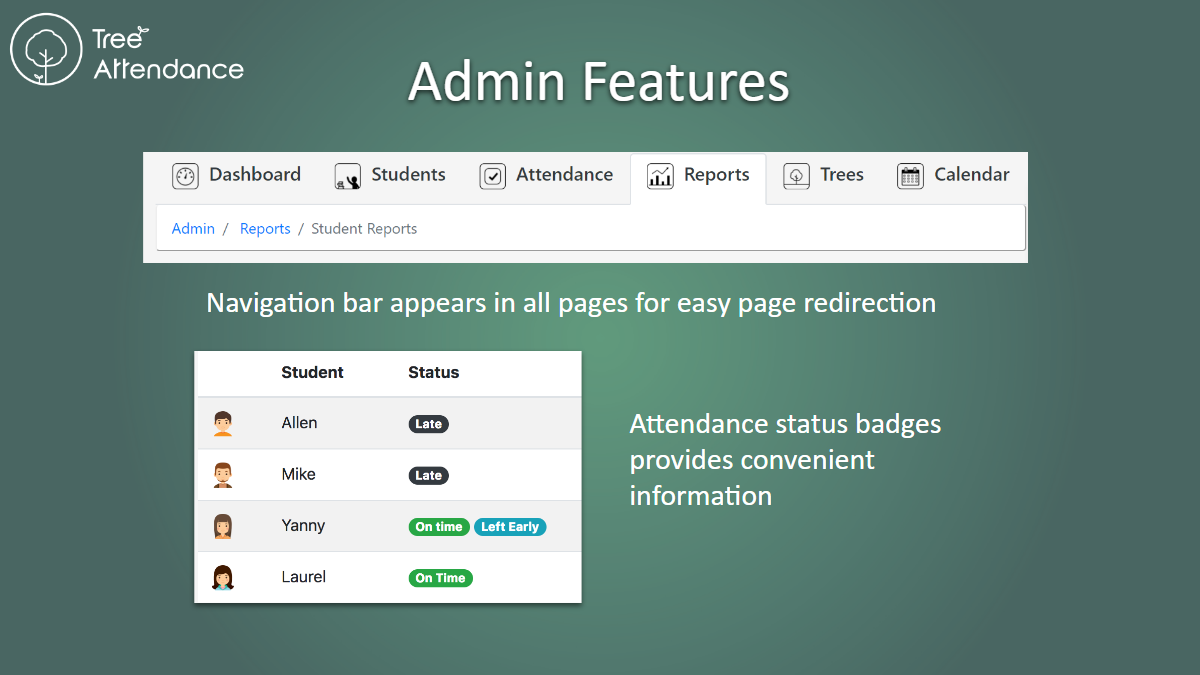 Tree
Attendance
Admin Features
Dashboard Students Attendance Reports Trees Calendar
Admin / Reports / Student Reports
Navigation bar appears in all pages for easy page redirection
Student Status
Allen Late
Mike Late
Yanny On time Left Early
Laurel On Time
Attendance status badges
provides convenient
information